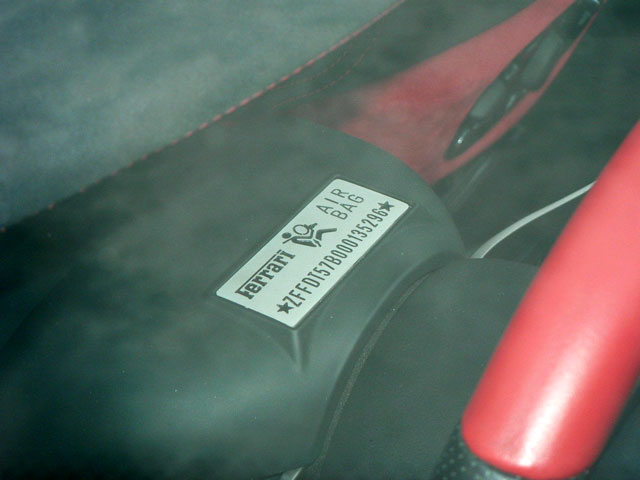 Ferrari AIR BAG
★ZFFDT57B000135296★